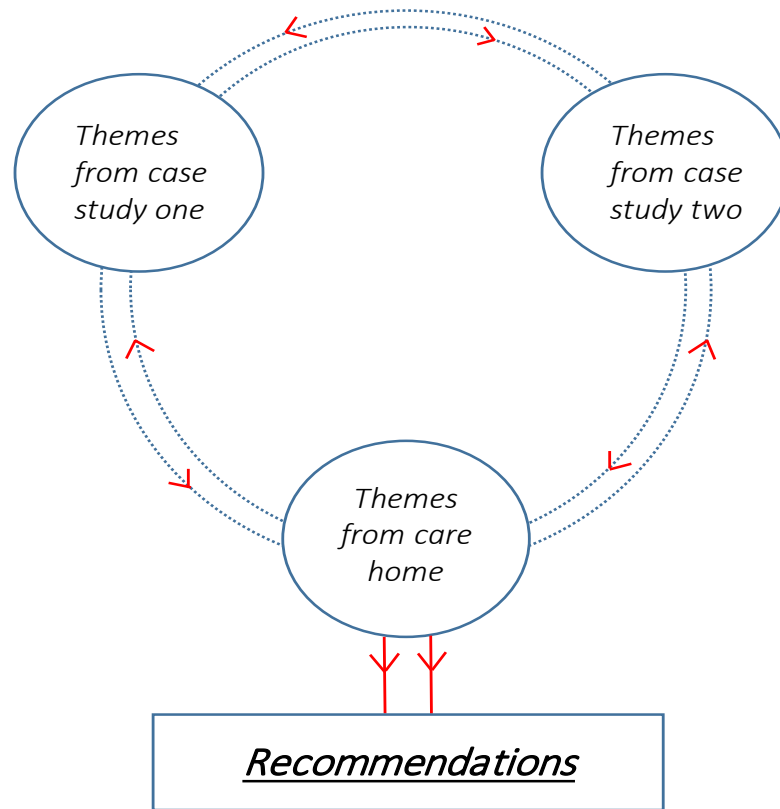 Themes
from case
study one
Themes
from case
study two
Themes
from care
home
Recommendations